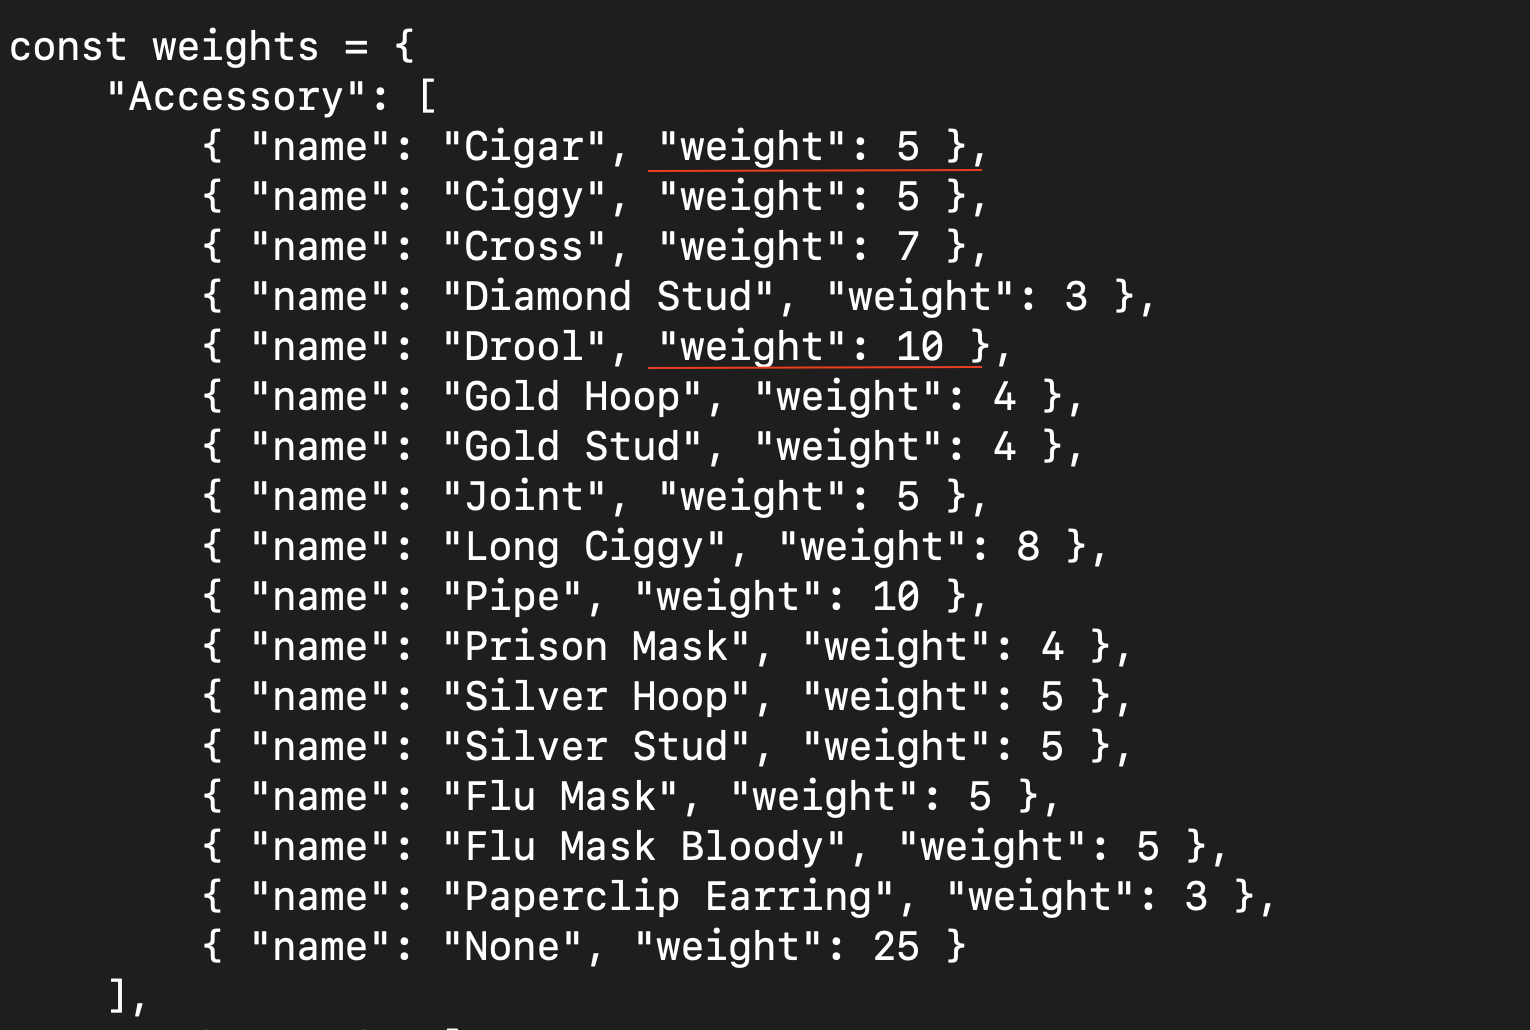 const weights = {
    "Accessory": [
        { "name": "Cigar", "weight": 5 },
        { "name": "Ciggy", "weight": 5 },
        { "name": "Cross", "weight": 7 },
        { "name": "Diamond Stud", "weight": 3 },
        { "name": "Drool", "weight": 10 },
        { "name": "Gold Hoop", "weight": 4 },
        { "name": "Gold Stud", "weight": 4 },
        { "name": "Joint", "weight": 5 },
        { "name": "Long Ciggy", "weight": 8 },
        { "name": "Pipe", "weight": 10 },
        { "name": "Prison Mask", "weight": 4 },
        { "name": "Silver Hoop", "weight": 5 },
        { "name": "Silver Stud", "weight": 5 },
        { "name": "Flu Mask", "weight": 5 },
        { "name": "Flu Mask Bloody", "weight": 5 },
        { "name": "Paperclip Earring", "weight": 3 },
        { "name": "None", "weight": 25 }
    ],